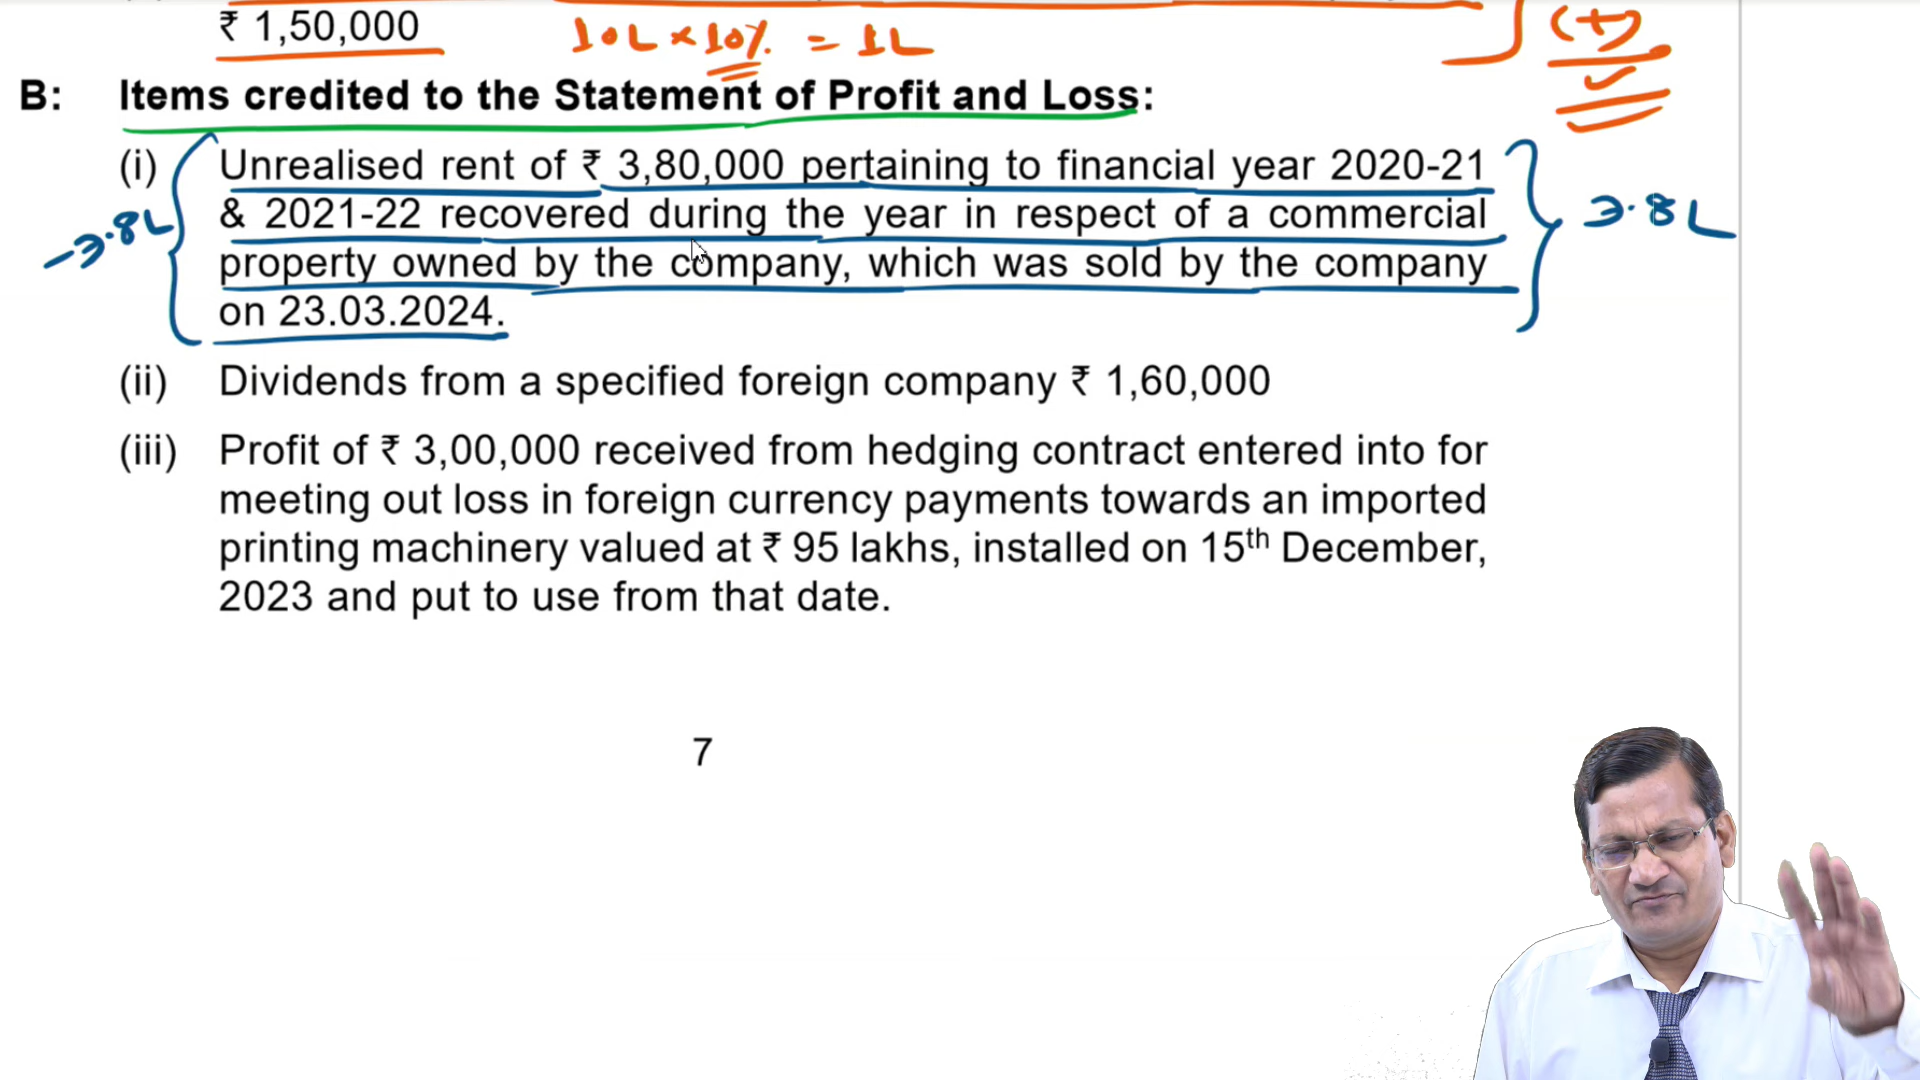 ₹ 1,50,000
10L × 10% = 1L
(+)
B: Items credited to the Statement of Profit and Loss:
(i) Unrealised rent of ₹ 3,80,000 pertaining to financial year 2020-21
& 2021-22 recovered during the year in respect of a commercial
-3.8L
3.8L
property owned by the company, which was sold by the company
on 23.03.2024.
(ii) Dividends from a specified foreign company ₹ 1,60,000
(iii) Profit of ₹ 3,00,000 received from hedging contract entered into for
meeting out loss in foreign currency payments towards an imported
printing machinery valued at ₹ 95 lakhs, installed on 15th December,
2023 and put to use from that date.
7